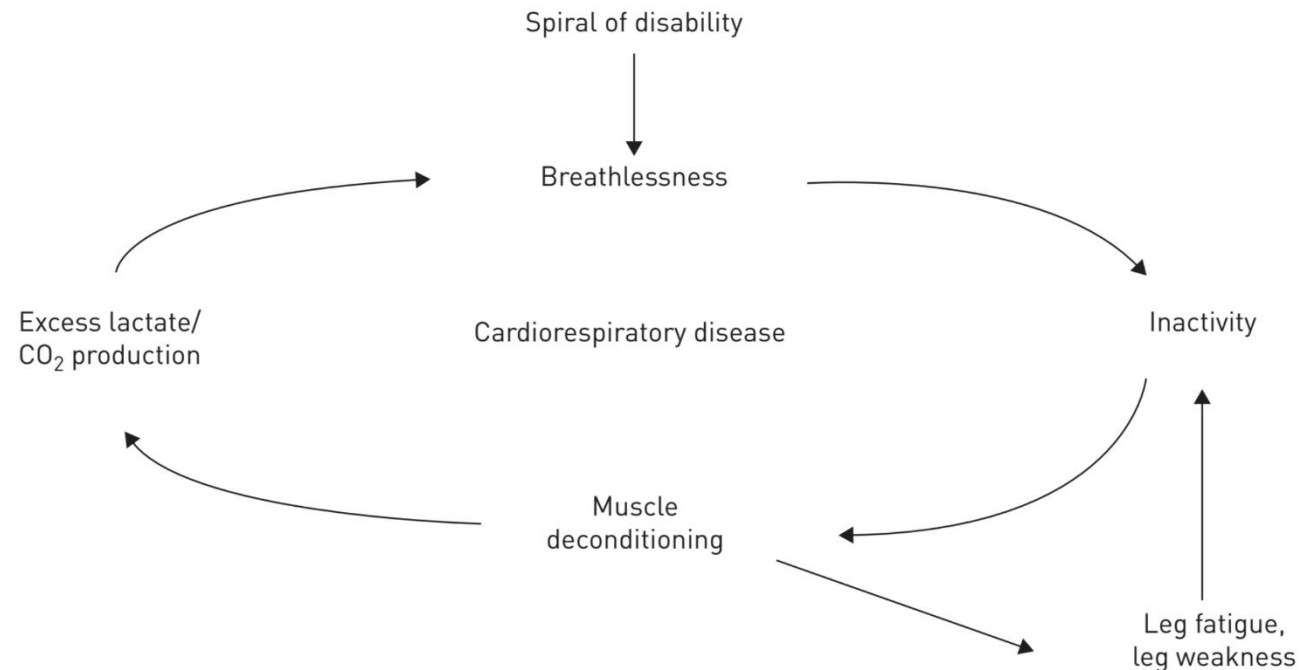 Spiral of disability
Breathlessness
Excess lactate/
CO₂ production
Cardiorespiratory disease
Inactivity
Muscle
deconditioning
Leg fatigue,
leg weakness